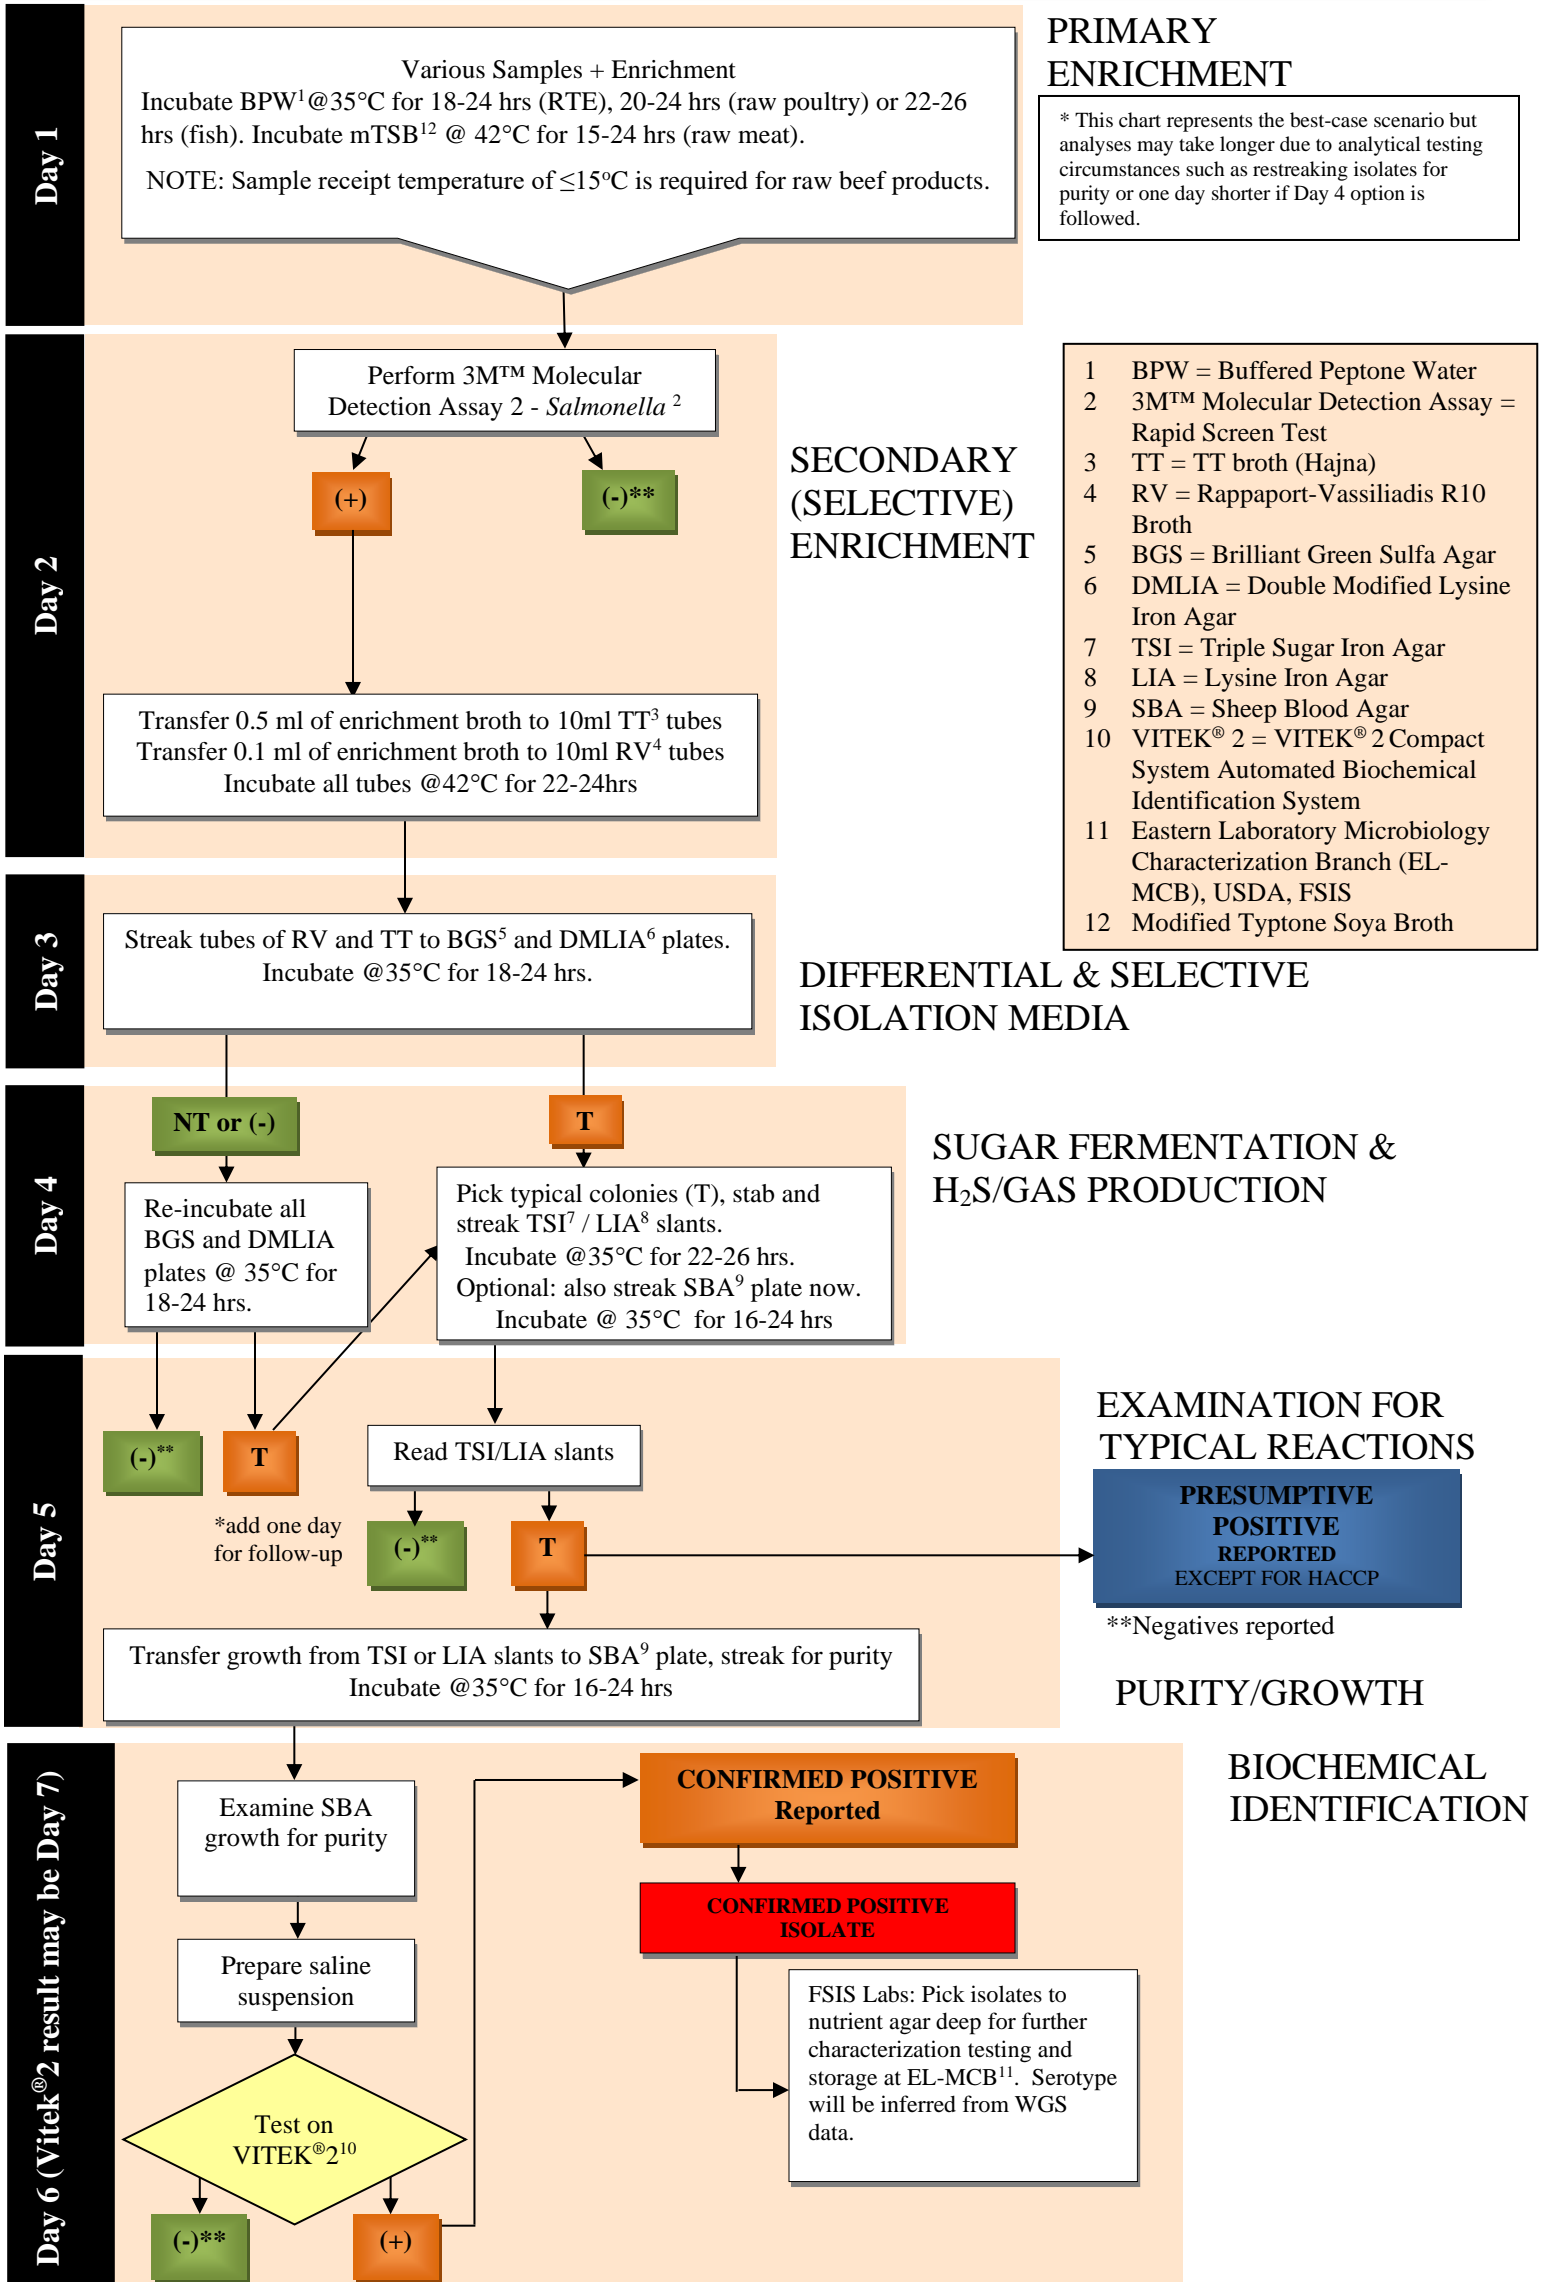 Day 1
Various Samples + Enrichment
Incubate BPW¹@35°C for 18-24 hrs (RTE), 20-24 hrs (raw poultry) or 22-26
hrs (fish). Incubate mTSB¹² @ 42°C for 15-24 hrs (raw meat).
NOTE: Sample receipt temperature of ≤15°C is required for raw beef products.
PRIMARY
ENRICHMENT
* This chart represents the best-case scenario but
analyses may take longer due to analytical testing
circumstances such as restreaking isolates for
purity or one day shorter if Day 4 option is
followed.
Day 2
Perform 3M™ Molecular
Detection Assay 2 - Salmonella ²
(+)
(-)**
SECONDARY
(SELECTIVE)
ENRICHMENT
Transfer 0.5 ml of enrichment broth to 10ml TT³ tubes
Transfer 0.1 ml of enrichment broth to 10ml RV⁴ tubes
Incubate all tubes @42°C for 22-24hrs
1 BPW = Buffered Peptone Water
2 3M™ Molecular Detection Assay =
Rapid Screen Test
3 TT = TT broth (Hajna)
4 RV = Rappaport-Vassiliadis R10
Broth
5 BGS = Brilliant Green Sulfa Agar
6 DMLIA = Double Modified Lysine
Iron Agar
7 TSI = Triple Sugar Iron Agar
8 LIA = Lysine Iron Agar
9 SBA = Sheep Blood Agar
10 VITEK® 2 = VITEK® 2 Compact
System Automated Biochemical
Identification System
11 Eastern Laboratory Microbiology
Characterization Branch (EL-
MCB), USDA, FSIS
12 Modified Typtone Soya Broth
Day 3
Streak tubes of RV and TT to BGS⁵ and DMLIA⁶ plates.
Incubate @35°C for 18-24 hrs.
DIFFERENTIAL & SELECTIVE
ISOLATION MEDIA
Day 4
NT or (-)
T
Re-incubate all
BGS and DMLIA
plates @ 35°C for
18-24 hrs.
Pick typical colonies (T), stab and
streak TSI⁷ / LIA⁸ slants.
Incubate @35°C for 22-26 hrs.
Optional: also streak SBA⁹ plate now.
Incubate @ 35°C for 16-24 hrs
SUGAR FERMENTATION &
H₂S/GAS PRODUCTION
Day 5
(-)**
T
*add one day
for follow-up
Read TSI/LIA slants
(-)**
T
EXAMINATION FOR
TYPICAL REACTIONS
PRESUMPTIVE
POSITIVE
REPORTED
EXCEPT FOR HACCP
**Negatives reported
Transfer growth from TSI or LIA slants to SBA⁹ plate, streak for purity
Incubate @35°C for 16-24 hrs
PURITY/GROWTH
Day 6 (Vitek®2 result may be Day 7)
Examine SBA
growth for purity
Prepare saline
suspension
Test on
VITEK®2¹⁰
(-)**
(+)
CONFIRMED POSITIVE
Reported
CONFIRMED POSITIVE
ISOLATE
FSIS Labs: Pick isolates to
nutrient agar deep for further
characterization testing and
storage at EL-MCB¹¹. Serotype
will be inferred from WGS
data.
BIOCHEMICAL
IDENTIFICATION